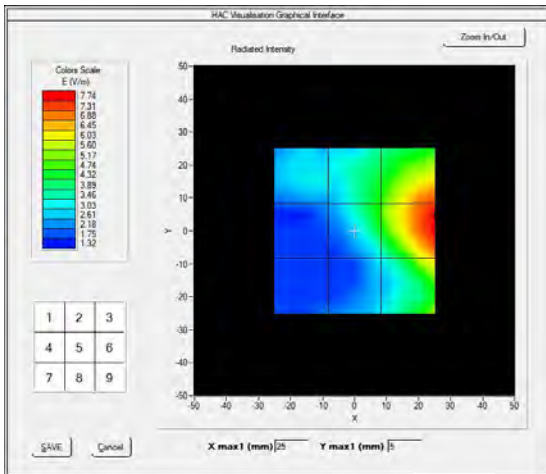 HAC Visualisation Graphical Interface
Zoom In/Out
Radiated Intensity
Colors Scale
E (V/m)
7.74
7.31
6.88
6.45
6.03
5.60
5.17
4.74
4.32
3.89
3.46
3.03
2.61
2.18
1.75
1.32
50
40
30
20
10
0
-10
-20
-30
-40
-50
Y
-50 -40 -30 -20 -10 0 10 20 30 40 50
X
1 2 3
4 5 6
7 8 9
SAVE Cancel
X max1 (mm) 25 Y max1 (mm) 5